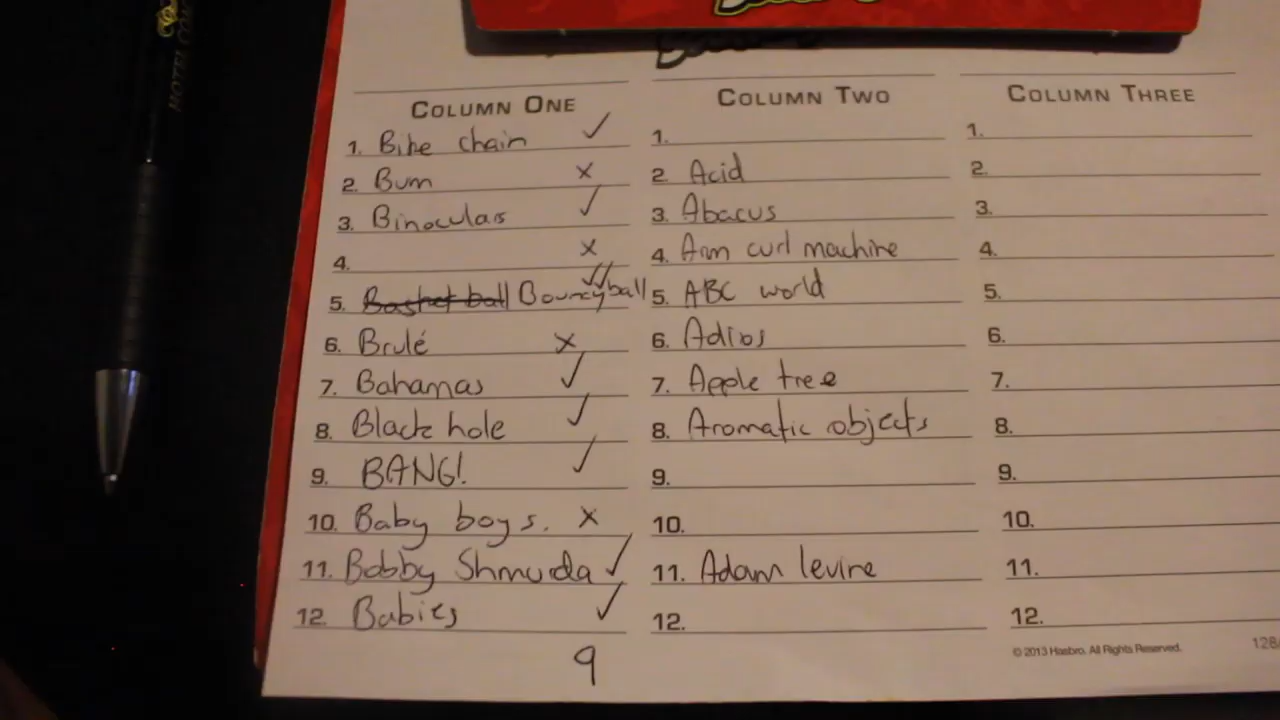 COLUMN ONE
1. Bike chain ✓
2. Bum x
3. Binoculars ✓
4. x
5. Basket ball Bouncyball ✓✓
6. Brulé x
7. Bahamas ✓
8. Black hole ✓
9. BANG! ✓
10. Baby boys. x
11. Bobby Shmurda ✓
12. Babies ✓
9
COLUMN TWO
1.
2. Acid
3. Abacus
4. Arm curl machine
5. ABC world
6. Adios
7. Apple tree
8. Aromatic objects
9.
10.
11. Adam levine
12.
COLUMN THREE
1.
2.
3.
4.
5.
6.
7.
8.
9.
10.
11.
12.
© 2013 Hasbro. All Rights Reserved.
128